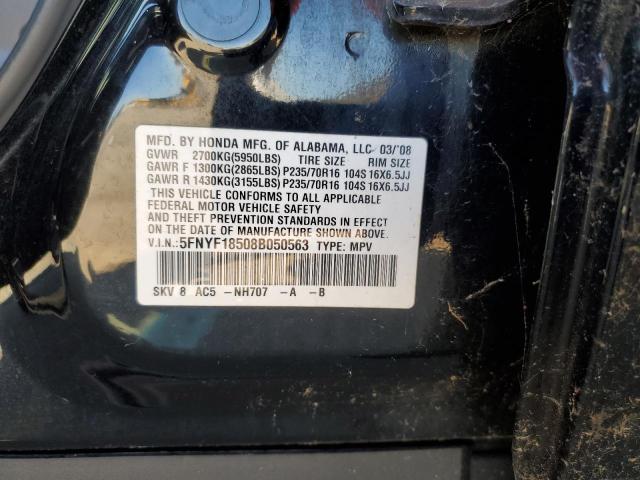 MFD. BY HONDA MFG. OF ALABAMA, LLC 03/'08
GVWR 2700KG(5950LBS) TIRE SIZE RIM SIZE
GAWR F 1300KG(2865LBS) P235/70R16 104S 16X6.5JJ
GAWR R 1430KG(3155LBS) P235/70R16 104S 16X6.5JJ
THIS VEHICLE CONFORMS TO ALL APPLICABLE
FEDERAL MOTOR VEHICLE SAFETY
AND THEFT PREVENTION STANDARDS IN EFFECT
ON THE DATE OF MANUFACTURE SHOWN ABOVE.
V.I.N.:5FNYF18508B050563 TYPE: MPV
SKV 8 AC5 -NH707 -A -B